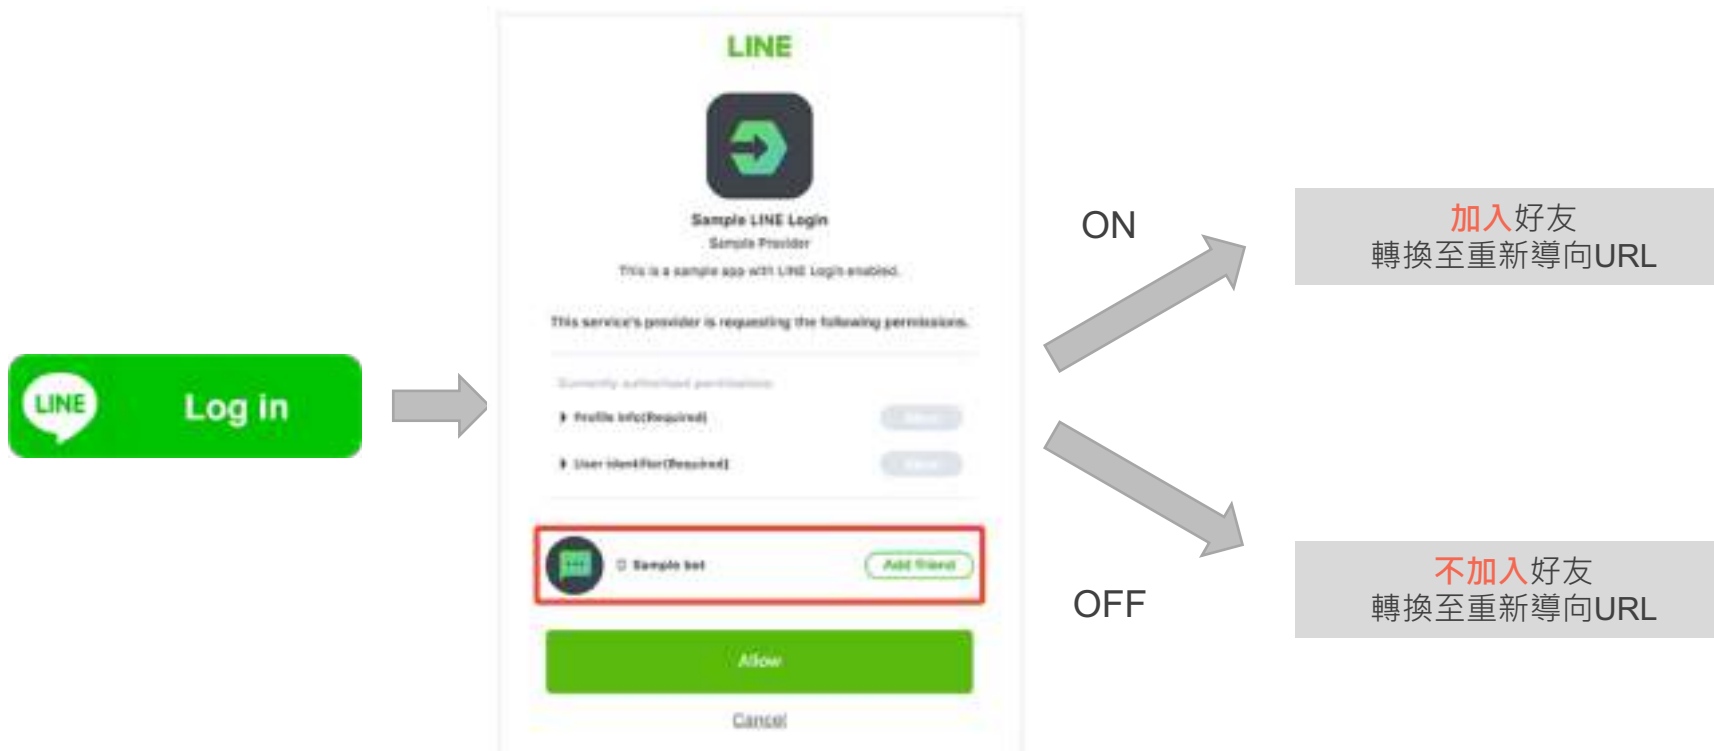 LINE
Log in
LINE
Sample LINE Login
Sample Provider
This is a sample app with LINE Login enabled.
This service's provider is requesting the following permissions.
Currently authorized permissions
Profile info(Required)
User identifier(Required)
Sample bot
Add friend
Allow
Cancel
ON
加入好友
轉換至重新導向URL
OFF
不加入好友
轉換至重新導向URL